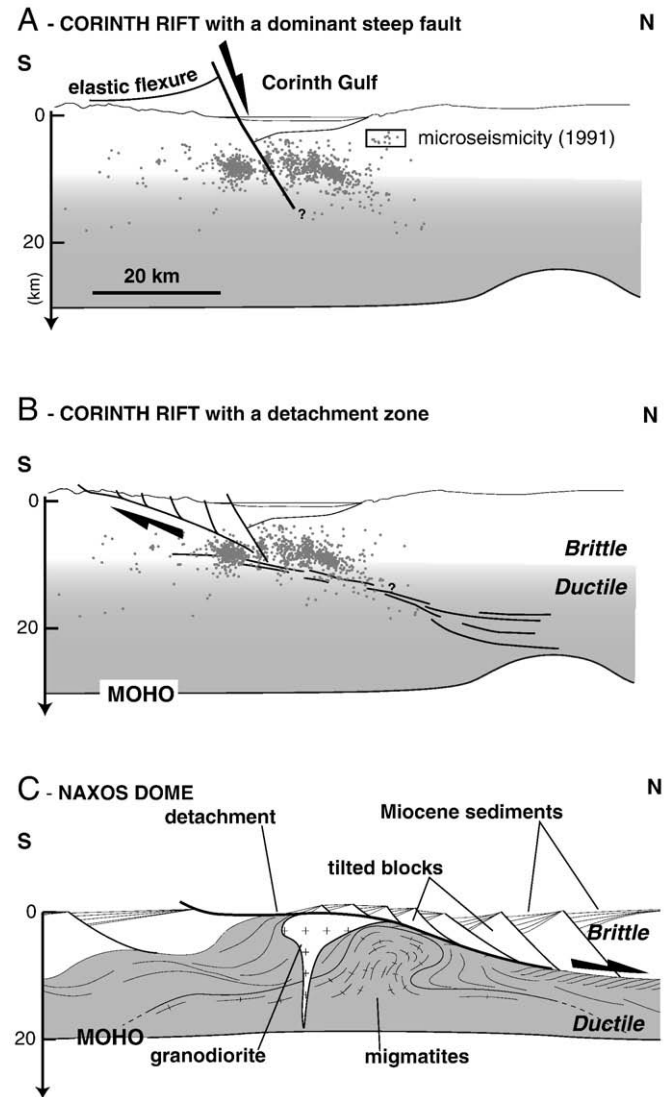 A - CORINTH RIFT with a dominant steep fault
N
S
elastic flexure
Corinth Gulf
0
microseismicity (1991)
?
20
20 km
(km)
B - CORINTH RIFT with a detachment zone
N
S
0
Brittle
?
Ductile
20
MOHO
C - NAXOS DOME
N
detachment
Miocene sediments
S
tilted blocks
0
Brittle
MOHO
Ductile
20
granodiorite
migmatites